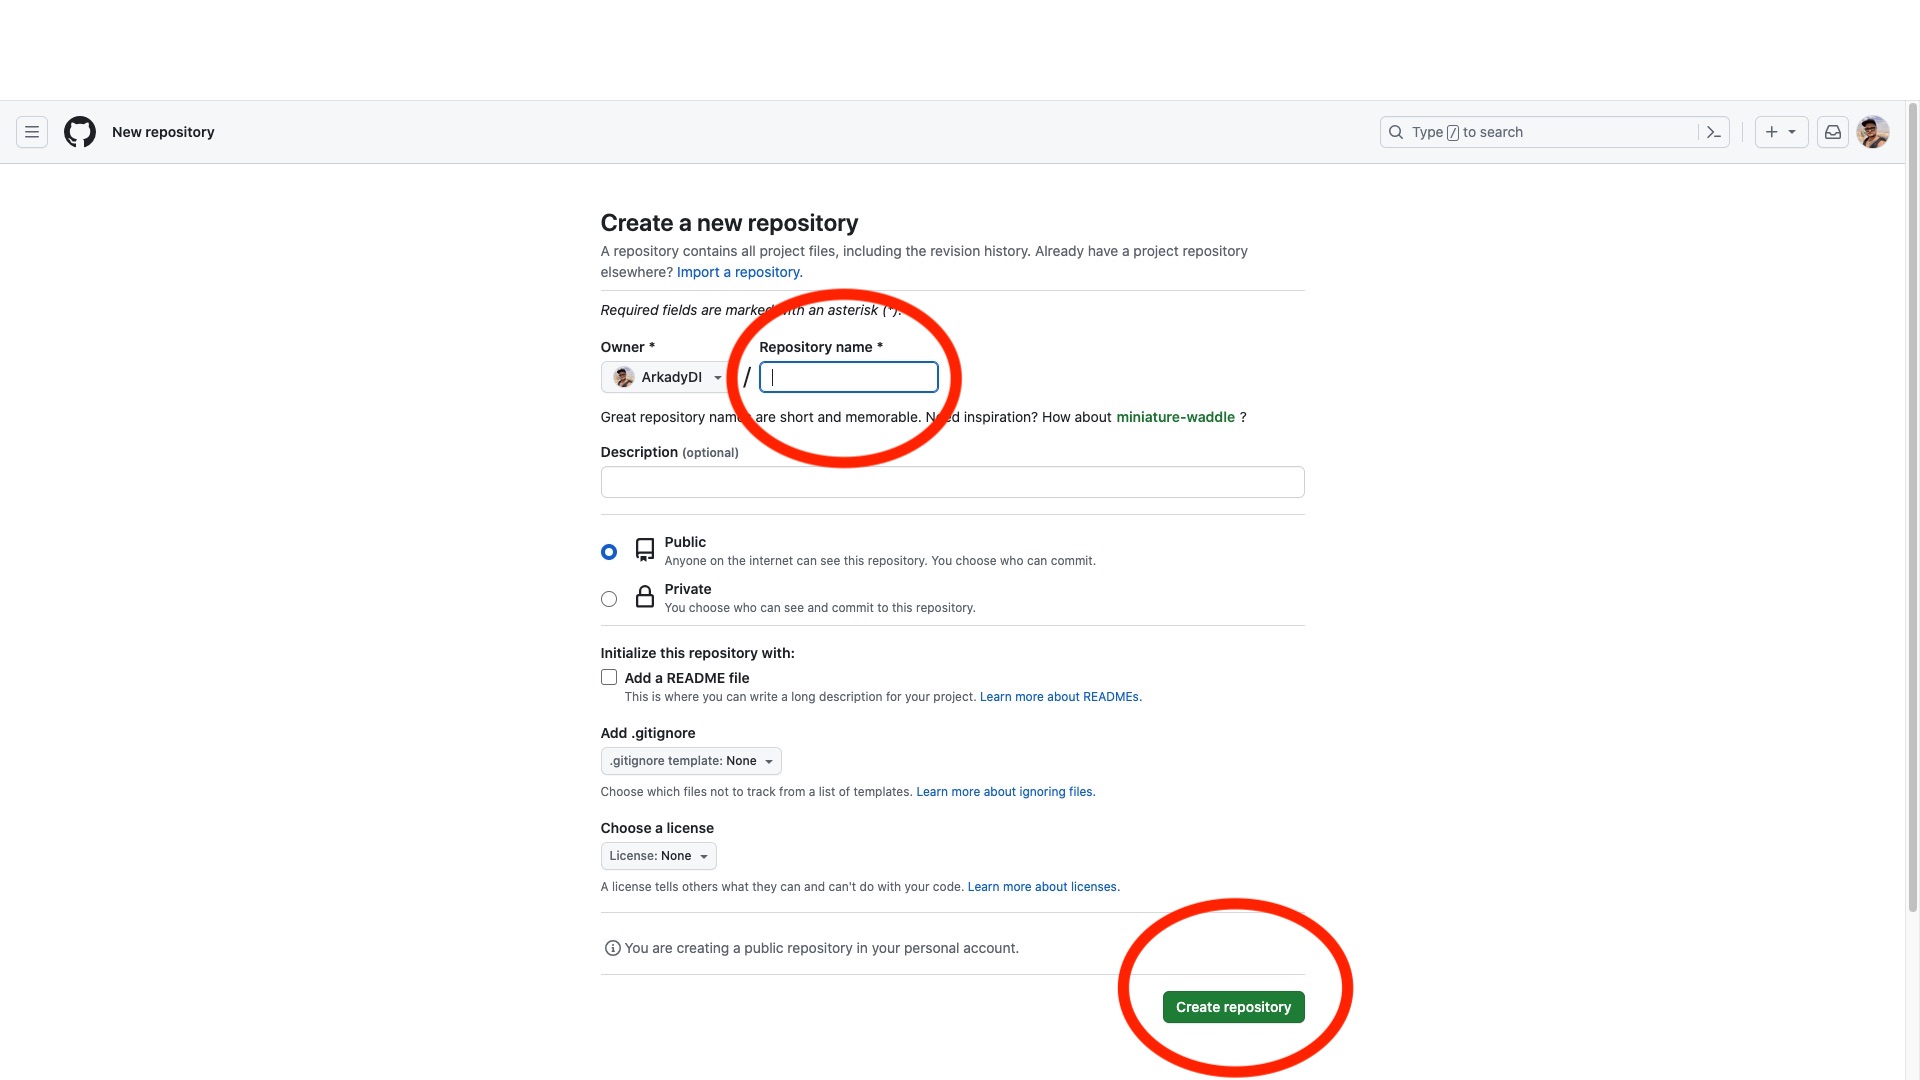 New repository
Type / to search
Create a new repository
A repository contains all project files, including the revision history. Already have a project repository
elsewhere? Import a repository.
Required fields are marked with an asterisk (*).
Owner *
Repository name *
ArkadyDI
/
Great repository names are short and memorable. Need inspiration? How about miniature-waddle ?
Description (optional)
Public
Anyone on the internet can see this repository. You choose who can commit.
Private
You choose who can see and commit to this repository.
Initialize this repository with:
Add a README file
This is where you can write a long description for your project. Learn more about READMEs.
Add .gitignore
.gitignore template: None
Choose which files not to track from a list of templates. Learn more about ignoring files.
Choose a license
License: None
A license tells others what they can and can't do with your code. Learn more about licenses.
You are creating a public repository in your personal account.
Create repository